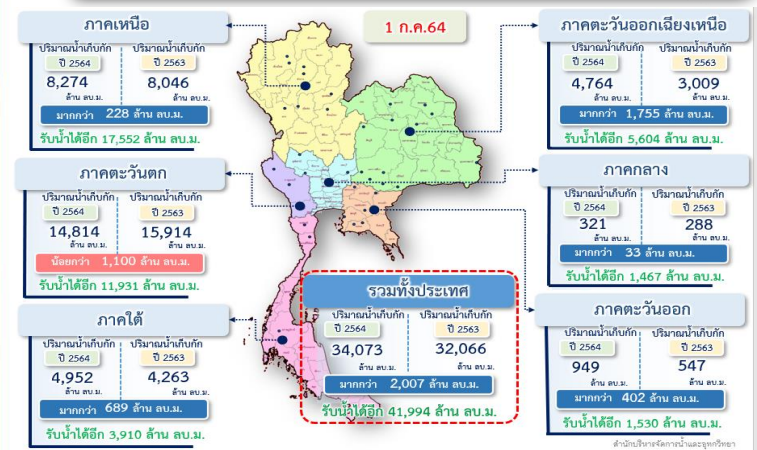 1 ก.ค.64
ภาคเหนือ
ปริมาณน้ำเก็บกัก ปริมาณน้ำเก็บกัก
ปี 2564 ปี 2563
8,274 8,046
ล้าน ลบ.ม. ล้าน ลบ.ม.
มากกว่า 228 ล้าน ลบ.ม.
รับน้ำได้อีก 17,552 ล้าน ลบ.ม.
ภาคตะวันออกเฉียงเหนือ
ปริมาณน้ำเก็บกัก ปริมาณน้ำเก็บกัก
ปี 2564 ปี 2563
4,764 3,009
ล้าน ลบ.ม. ล้าน ลบ.ม.
มากกว่า 1,755 ล้าน ลบ.ม.
รับน้ำได้อีก 5,604 ล้าน ลบ.ม.
ภาคตะวันตก
ปริมาณน้ำเก็บกัก ปริมาณน้ำเก็บกัก
ปี 2564 ปี 2563
14,814 15,914
ล้าน ลบ.ม. ล้าน ลบ.ม.
น้อยกว่า 1,100 ล้าน ลบ.ม.
รับน้ำได้อีก 11,931 ล้าน ลบ.ม.
ภาคกลาง
ปริมาณน้ำเก็บกัก ปริมาณน้ำเก็บกัก
ปี 2564 ปี 2563
321 288
ล้าน ลบ.ม. ล้าน ลบ.ม.
มากกว่า 33 ล้าน ลบ.ม.
รับน้ำได้อีก 1,467 ล้าน ลบ.ม.
ภาคใต้
ปริมาณน้ำเก็บกัก ปริมาณน้ำเก็บกัก
ปี 2564 ปี 2563
4,952 4,263
ล้าน ลบ.ม. ล้าน ลบ.ม.
มากกว่า 689 ล้าน ลบ.ม.
รับน้ำได้อีก 3,910 ล้าน ลบ.ม.
รวมทั้งประเทศ
ปริมาณน้ำเก็บกัก ปริมาณน้ำเก็บกัก
ปี 2564 ปี 2563
34,073 32,066
ล้าน ลบ.ม. ล้าน ลบ.ม.
มากกว่า 2,007 ล้าน ลบ.ม.
รับน้ำได้อีก 41,994 ล้าน ลบ.ม.
ภาคตะวันออก
ปริมาณน้ำเก็บกัก ปริมาณน้ำเก็บกัก
ปี 2564 ปี 2563
949 547
ล้าน ลบ.ม. ล้าน ลบ.ม.
มากกว่า 402 ล้าน ลบ.ม.
รับน้ำได้อีก 1,530 ล้าน ลบ.ม.
สำนักบริหารจัดการน้ำและอุทกวิทยา